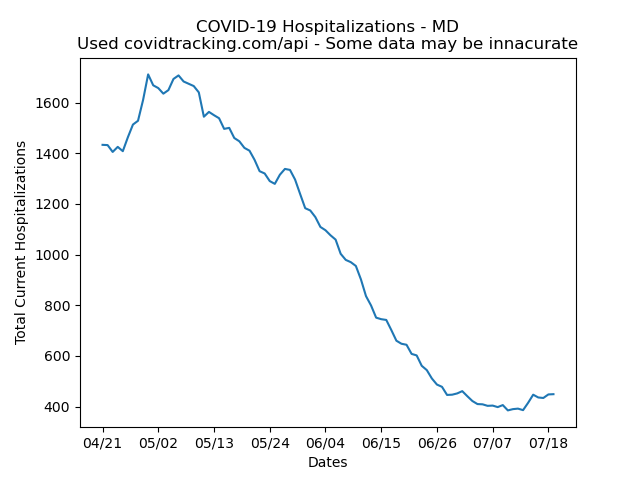 COVID-19 Hospitalizations - MD
Used covidtracking.com/api - Some data may be innacurate
Total Current Hospitalizations
1600
1400
1200
1000
800
600
400
04/21 05/02 05/13 05/24 06/04 06/15 06/26 07/07 07/18
Dates